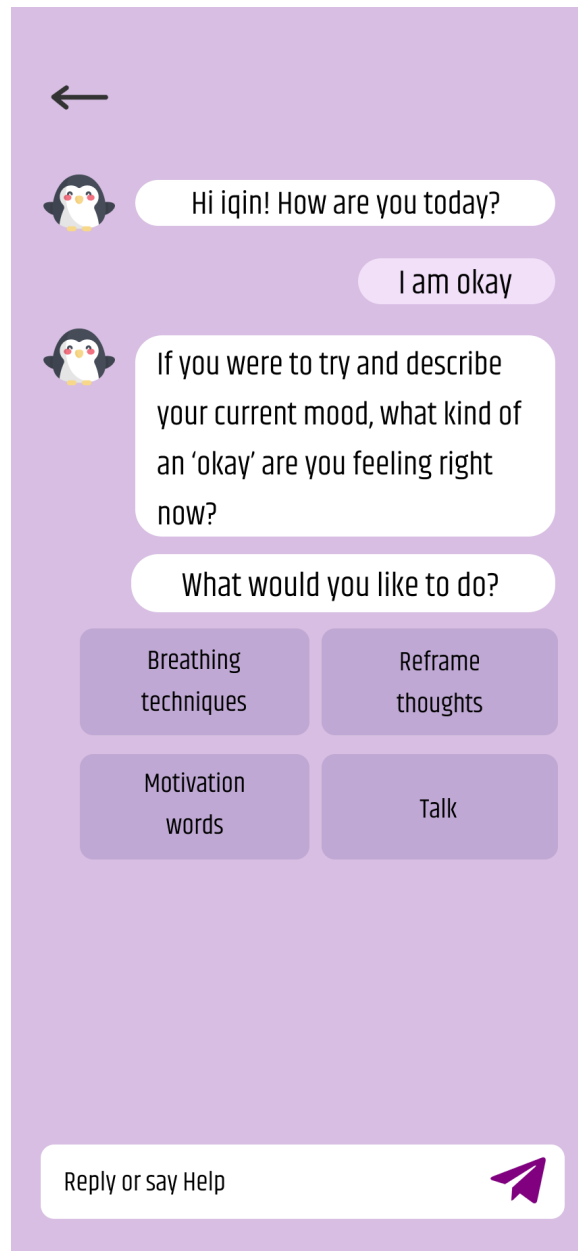 Hi iqin! How are you today?
I am okay
If you were to try and describe
your current mood, what kind of
an ‘okay’ are you feeling right
now?
What would you like to do?
Breathing
techniques
Reframe
thoughts
Motivation
words
Talk
Reply or say Help